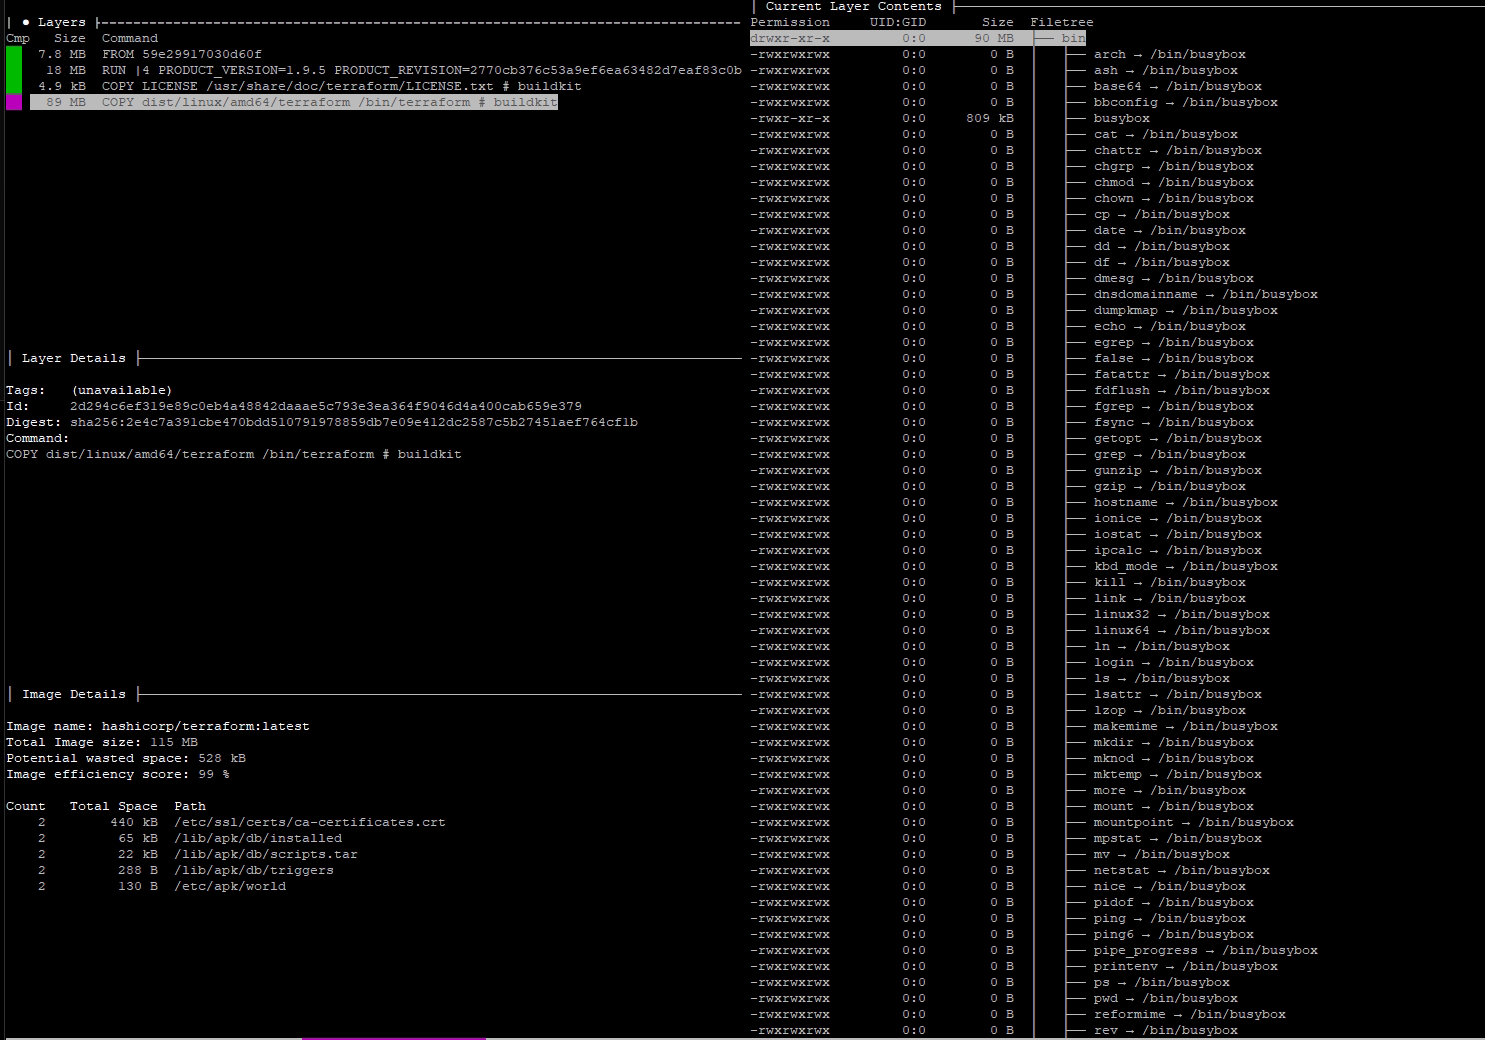 Layers
Cmp Size Command
7.8 MB FROM 59e29917030d60f
18 MB RUN |4 PRODUCT_VERSION=1.9.5 PRODUCT_REVISION=2770cb376c53a9ef6ea63482d7eaf83c0b
4.9 kB COPY LICENSE /usr/share/doc/terraform/LICENSE.txt # buildkit
89 MB COPY dist/linux/amd64/terraform /bin/terraform # buildkit
Layer Details
Tags: (unavailable)
Id: 2d294c6ef319e89c0eb4a48842daaae5c793e3ea364f9046d4a400cab659e379
Digest: sha256:2e4c7a391cbe470bdd510791978859db7e09e412dc2587c5b27451aef764cf1b
Command:
COPY dist/linux/amd64/terraform /bin/terraform # buildkit
Image Details
Image name: hashicorp/terraform:latest
Total Image size: 115 MB
Potential wasted space: 528 kB
Image efficiency score: 99 %
Count Total Space Path
2 440 kB /etc/ssl/certs/ca-certificates.crt
2 65 kB /lib/apk/db/installed
2 22 kB /lib/apk/db/scripts.tar
2 288 B /lib/apk/db/triggers
2 130 B /etc/apk/world
Current Layer Contents
Permission UID:GID Size Filetree
drwxr-xr-x 0:0 90 MB ├── bin
-rwxrwxrwx 0:0 0 B │ ├── arch → /bin/busybox
-rwxrwxrwx 0:0 0 B │ ├── ash → /bin/busybox
-rwxrwxrwx 0:0 0 B │ ├── base64 → /bin/busybox
-rwxrwxrwx 0:0 0 B │ ├── bbconfig → /bin/busybox
-rwxr-xr-x 0:0 809 kB │ ├── busybox
-rwxrwxrwx 0:0 0 B │ ├── cat → /bin/busybox
-rwxrwxrwx 0:0 0 B │ ├── chattr → /bin/busybox
-rwxrwxrwx 0:0 0 B │ ├── chgrp → /bin/busybox
-rwxrwxrwx 0:0 0 B │ ├── chmod → /bin/busybox
-rwxrwxrwx 0:0 0 B │ ├── chown → /bin/busybox
-rwxrwxrwx 0:0 0 B │ ├── cp → /bin/busybox
-rwxrwxrwx 0:0 0 B │ ├── date → /bin/busybox
-rwxrwxrwx 0:0 0 B │ ├── dd → /bin/busybox
-rwxrwxrwx 0:0 0 B │ ├── df → /bin/busybox
-rwxrwxrwx 0:0 0 B │ ├── dmesg → /bin/busybox
-rwxrwxrwx 0:0 0 B │ ├── dnsdomainname → /bin/busybox
-rwxrwxrwx 0:0 0 B │ ├── dumpkmap → /bin/busybox
-rwxrwxrwx 0:0 0 B │ ├── echo → /bin/busybox
-rwxrwxrwx 0:0 0 B │ ├── egrep → /bin/busybox
-rwxrwxrwx 0:0 0 B │ ├── false → /bin/busybox
-rwxrwxrwx 0:0 0 B │ ├── fatattr → /bin/busybox
-rwxrwxrwx 0:0 0 B │ ├── fdflush → /bin/busybox
-rwxrwxrwx 0:0 0 B │ ├── fgrep → /bin/busybox
-rwxrwxrwx 0:0 0 B │ ├── fsync → /bin/busybox
-rwxrwxrwx 0:0 0 B │ ├── getopt → /bin/busybox
-rwxrwxrwx 0:0 0 B │ ├── grep → /bin/busybox
-rwxrwxrwx 0:0 0 B │ ├── gunzip → /bin/busybox
-rwxrwxrwx 0:0 0 B │ ├── gzip → /bin/busybox
-rwxrwxrwx 0:0 0 B │ ├── hostname → /bin/busybox
-rwxrwxrwx 0:0 0 B │ ├── ionice → /bin/busybox
-rwxrwxrwx 0:0 0 B │ ├── iostat → /bin/busybox
-rwxrwxrwx 0:0 0 B │ ├── ipcalc → /bin/busybox
-rwxrwxrwx 0:0 0 B │ ├── kbd_mode → /bin/busybox
-rwxrwxrwx 0:0 0 B │ ├── kill → /bin/busybox
-rwxrwxrwx 0:0 0 B │ ├── link → /bin/busybox
-rwxrwxrwx 0:0 0 B │ ├── linux32 → /bin/busybox
-rwxrwxrwx 0:0 0 B │ ├── linux64 → /bin/busybox
-rwxrwxrwx 0:0 0 B │ ├── ln → /bin/busybox
-rwxrwxrwx 0:0 0 B │ ├── login → /bin/busybox
-rwxrwxrwx 0:0 0 B │ ├── ls → /bin/busybox
-rwxrwxrwx 0:0 0 B │ ├── lsattr → /bin/busybox
-rwxrwxrwx 0:0 0 B │ ├── lzop → /bin/busybox
-rwxrwxrwx 0:0 0 B │ ├── makemime → /bin/busybox
-rwxrwxrwx 0:0 0 B │ ├── mkdir → /bin/busybox
-rwxrwxrwx 0:0 0 B │ ├── mknod → /bin/busybox
-rwxrwxrwx 0:0 0 B │ ├── mktemp → /bin/busybox
-rwxrwxrwx 0:0 0 B │ ├── more → /bin/busybox
-rwxrwxrwx 0:0 0 B │ ├── mount → /bin/busybox
-rwxrwxrwx 0:0 0 B │ ├── mountpoint → /bin/busybox
-rwxrwxrwx 0:0 0 B │ ├── mpstat → /bin/busybox
-rwxrwxrwx 0:0 0 B │ ├── mv → /bin/busybox
-rwxrwxrwx 0:0 0 B │ ├── netstat → /bin/busybox
-rwxrwxrwx 0:0 0 B │ ├── nice → /bin/busybox
-rwxrwxrwx 0:0 0 B │ ├── pidof → /bin/busybox
-rwxrwxrwx 0:0 0 B │ ├── ping → /bin/busybox
-rwxrwxrwx 0:0 0 B │ ├── ping6 → /bin/busybox
-rwxrwxrwx 0:0 0 B │ ├── pipe_progress → /bin/busybox
-rwxrwxrwx 0:0 0 B │ ├── printenv → /bin/busybox
-rwxrwxrwx 0:0 0 B │ ├── ps → /bin/busybox
-rwxrwxrwx 0:0 0 B │ ├── pwd → /bin/busybox
-rwxrwxrwx 0:0 0 B │ ├── reformime → /bin/busybox
-rwxrwxrwx 0:0 0 B │ ├── rev → /bin/busybox